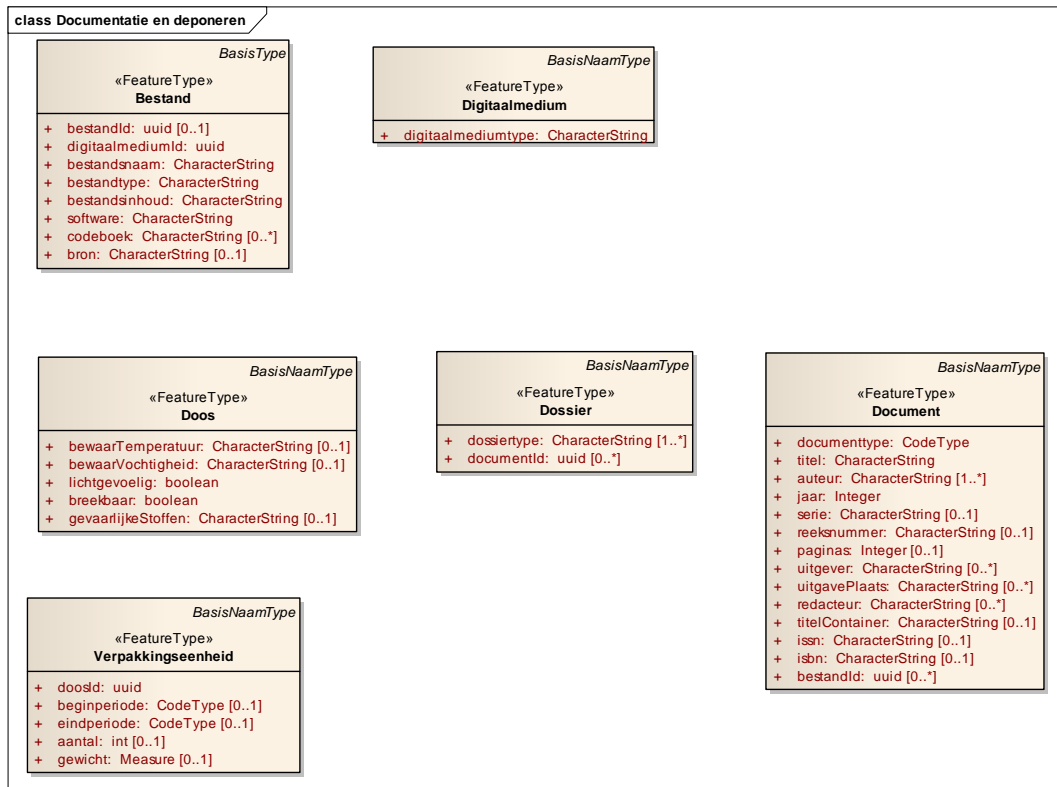 class Documentatie en deponeren
BasisType
«FeatureType»
Bestand
+ bestandId: uuid [0..1]
+ digitaalmediumId: uuid
+ bestandsnaam: CharacterString
+ bestandtype: CharacterString
+ bestandsinhoud: CharacterString
+ software: CharacterString
+ codeboek: CharacterString [0..*]
+ bron: CharacterString [0..1]
BasisNaamType
«FeatureType»
Digitaalmedium
+ digitaalmediumtype: CharacterString
BasisNaamType
«FeatureType»
Doos
+ bewaarTemperatuur: CharacterString [0..1]
+ bewaarVochtigheid: CharacterString [0..1]
+ lichtgevoelig: boolean
+ breekbaar: boolean
+ gevaarlijkeStoffen: CharacterString [0..1]
BasisNaamType
«FeatureType»
Dossier
+ dossiertype: CharacterString [1..*]
+ documentId: uuid [0..*]
BasisNaamType
«FeatureType»
Document
+ documenttype: CodeType
+ titel: CharacterString
+ auteur: CharacterString [1..*]
+ jaar: Integer
+ serie: CharacterString [0..1]
+ reeksnummer: CharacterString [0..1]
+ paginas: Integer [0..1]
+ uitgever: CharacterString [0..*]
+ uitgavePlaats: CharacterString [0..*]
+ redacteur: CharacterString [0..*]
+ titelContainer: CharacterString [0..1]
+ issn: CharacterString [0..1]
+ isbn: CharacterString [0..1]
+ bestandId: uuid [0..*]
BasisNaamType
«FeatureType»
Verpakkingseenheid
+ doosId: uuid
+ beginperiode: CodeType [0..1]
+ eindperiode: CodeType [0..1]
+ aantal: int [0..1]
+ gewicht: Measure [0..1]